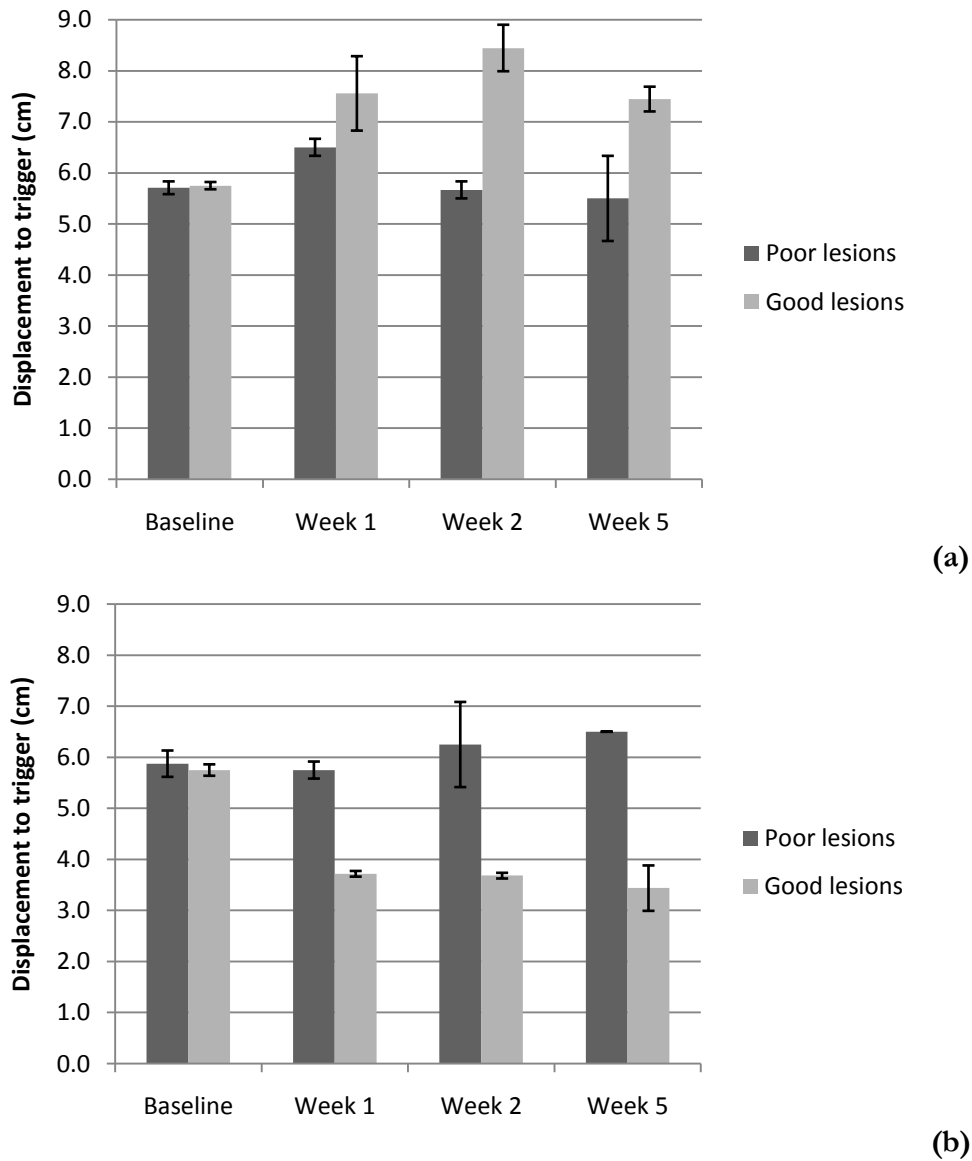 9.0
8.0
7.0
6.0
5.0
4.0
3.0
2.0
1.0
0.0
Displacement to trigger (cm)
Baseline Week 1 Week 2 Week 5
Poor lesions
Good lesions
(a)
9.0
8.0
7.0
6.0
5.0
4.0
3.0
2.0
1.0
0.0
Displacement to trigger (cm)
Baseline Week 1 Week 2 Week 5
Poor lesions
Good lesions
(b)